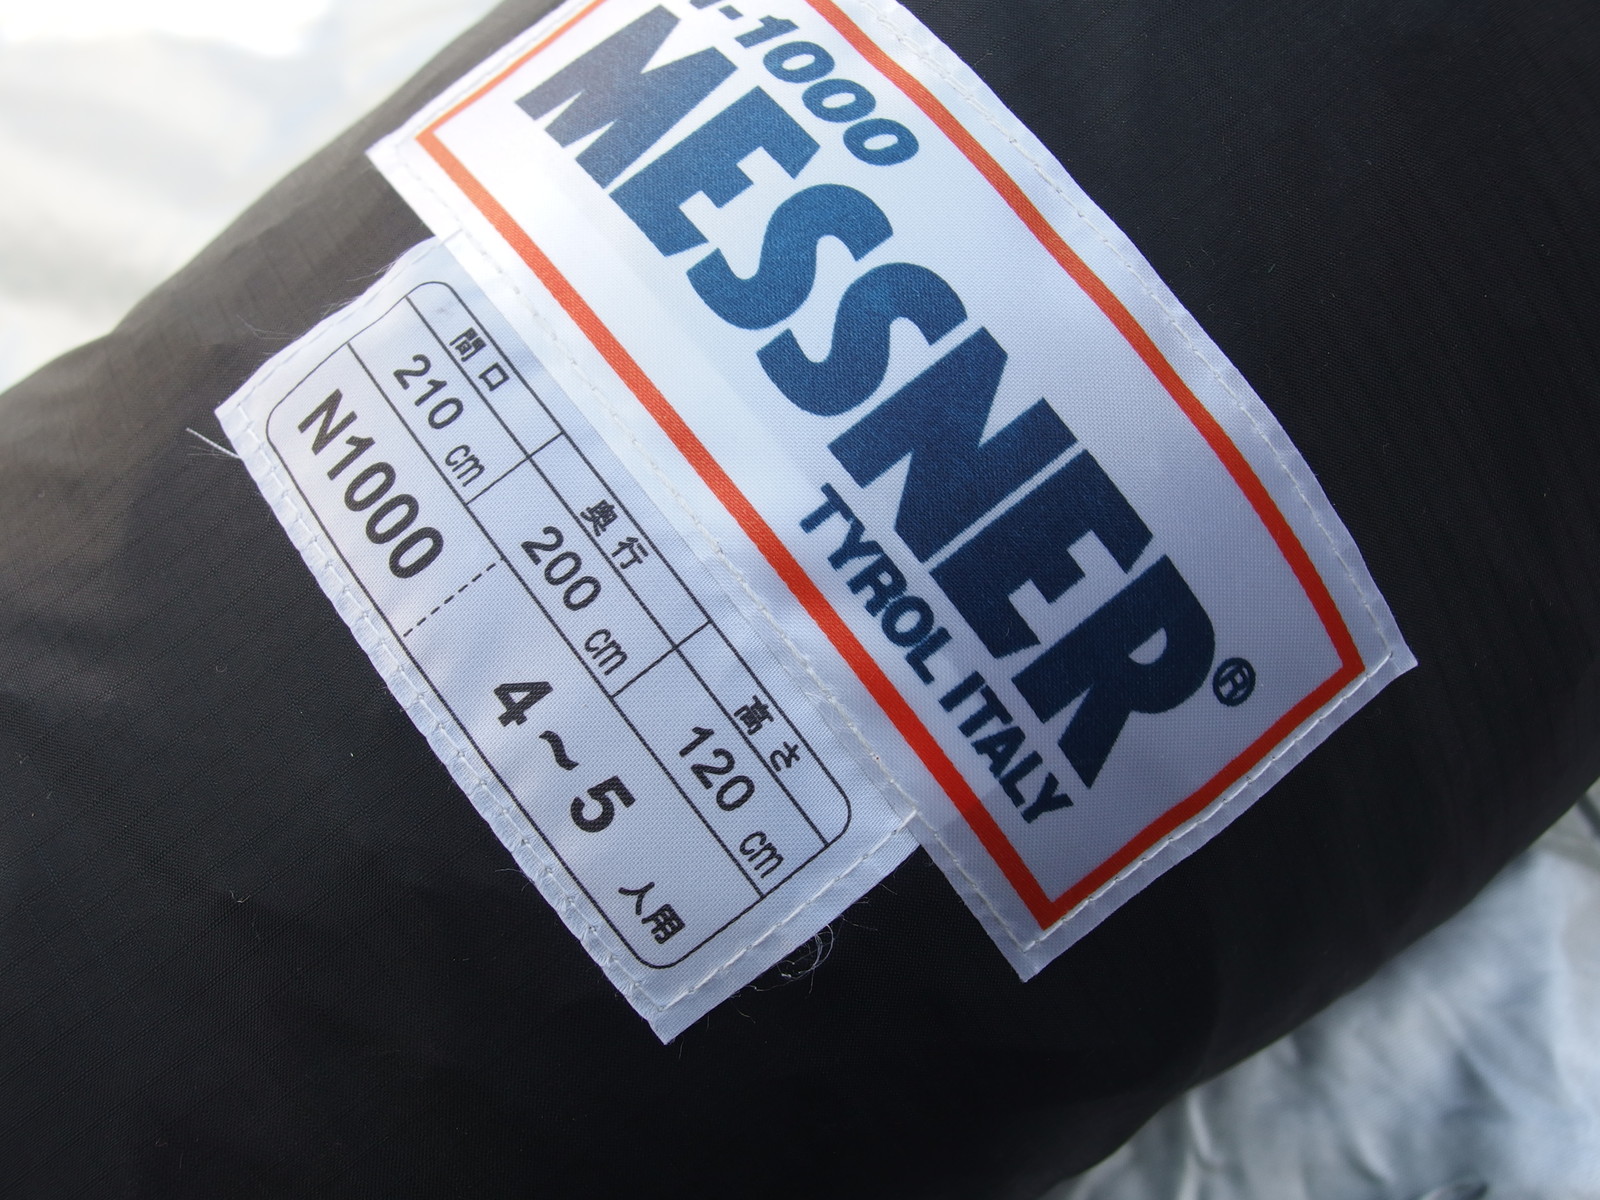 -1000
MESSNER®
TYROL ITALY
間口 奥行 高さ
210 cm 200 cm 120 cm
N1000 4～5 人用